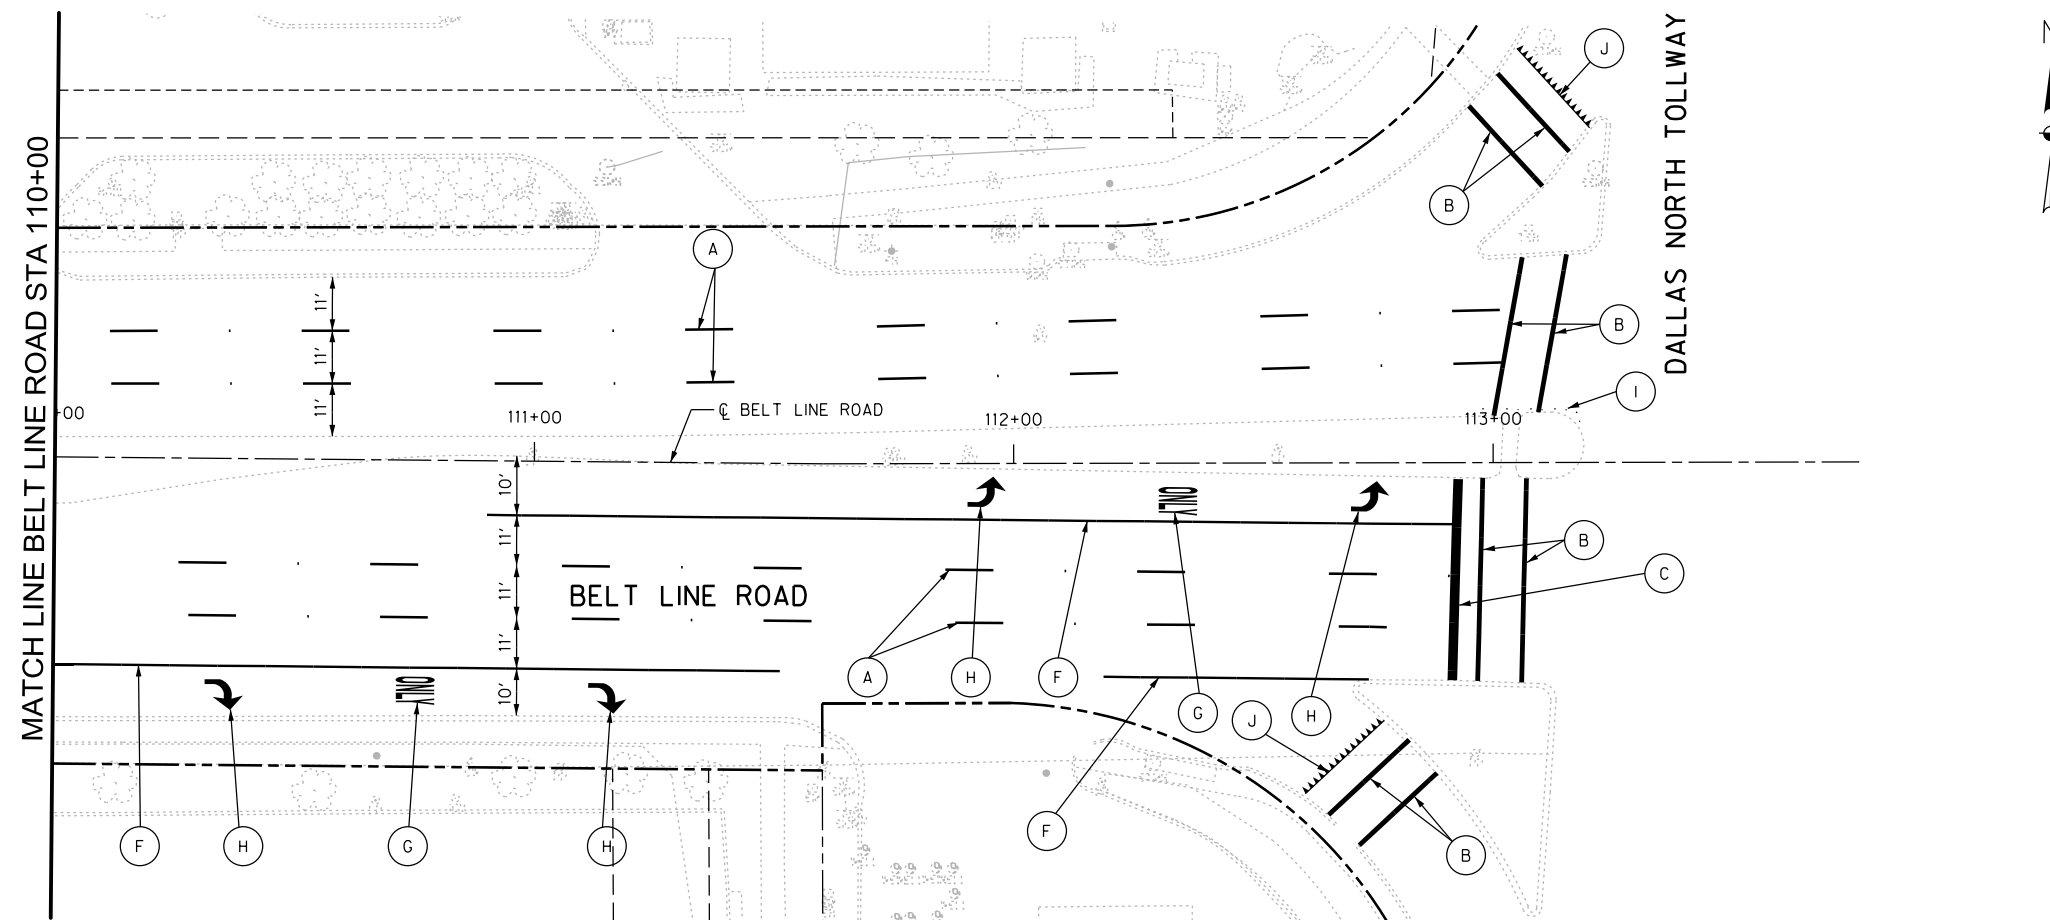 MATCH LINE BELT LINE ROAD STA 110+00
DALLAS NORTH TOLLWAY
N
J
B
A
11'
11'
11'
B
I
+00
111+00
℄ BELT LINE ROAD
112+00
113+00
10'
11'
11'
11'
10'
ONLY
ONLY
BELT LINE ROAD
B
C
A
H
F
G
J
H
F
H
G
H
F
B